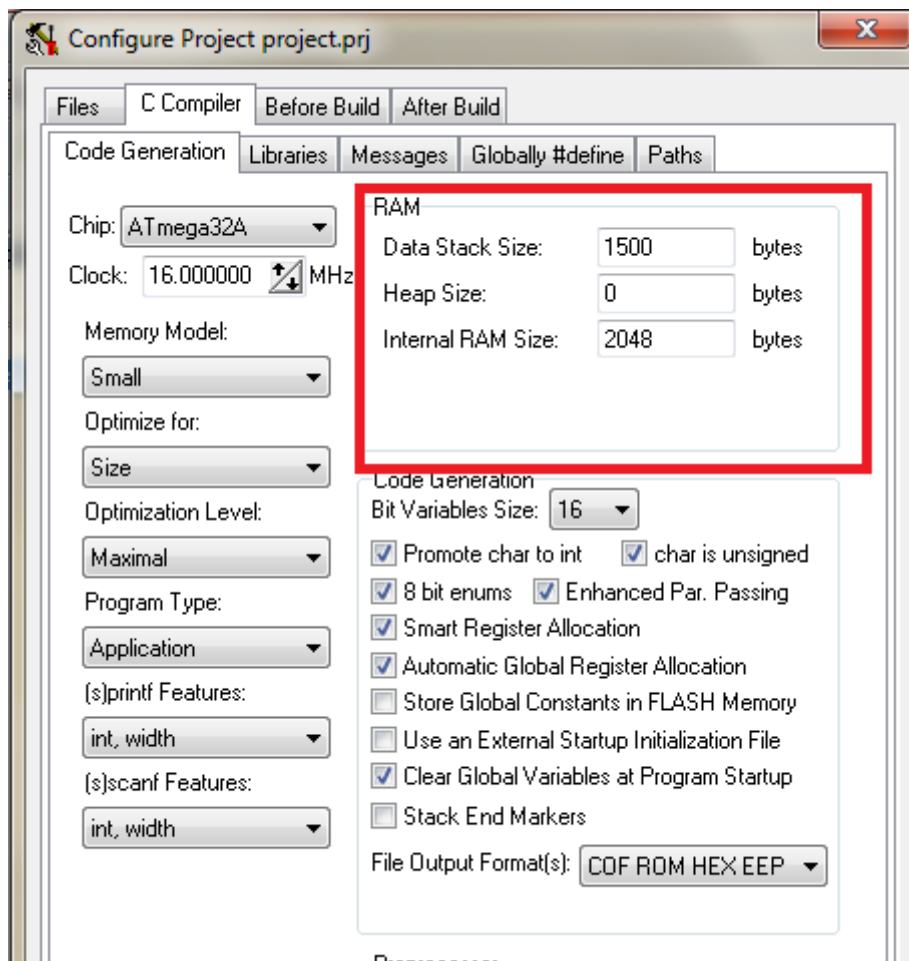 Configure Project project.prj
Files C Compiler Before Build After Build
Code Generation Libraries Messages Globally #define Paths
Chip: ATmega32A
Clock: 16.000000 MHz
Memory Model:
Small
Optimize for:
Size
Optimization Level:
Maximal
Program Type:
Application
(s)printf Features:
int, width
(s)scanf Features:
int, width
RAM
Data Stack Size: 1500 bytes
Heap Size: 0 bytes
Internal RAM Size: 2048 bytes
Code Generation
Bit Variables Size: 16
Promote char to int char is unsigned
8 bit enums Enhanced Par. Passing
Smart Register Allocation
Automatic Global Register Allocation
Store Global Constants in FLASH Memory
Use an External Startup Initialization File
Clear Global Variables at Program Startup
Stack End Markers
File Output Format(s): COF ROM HEX EEP